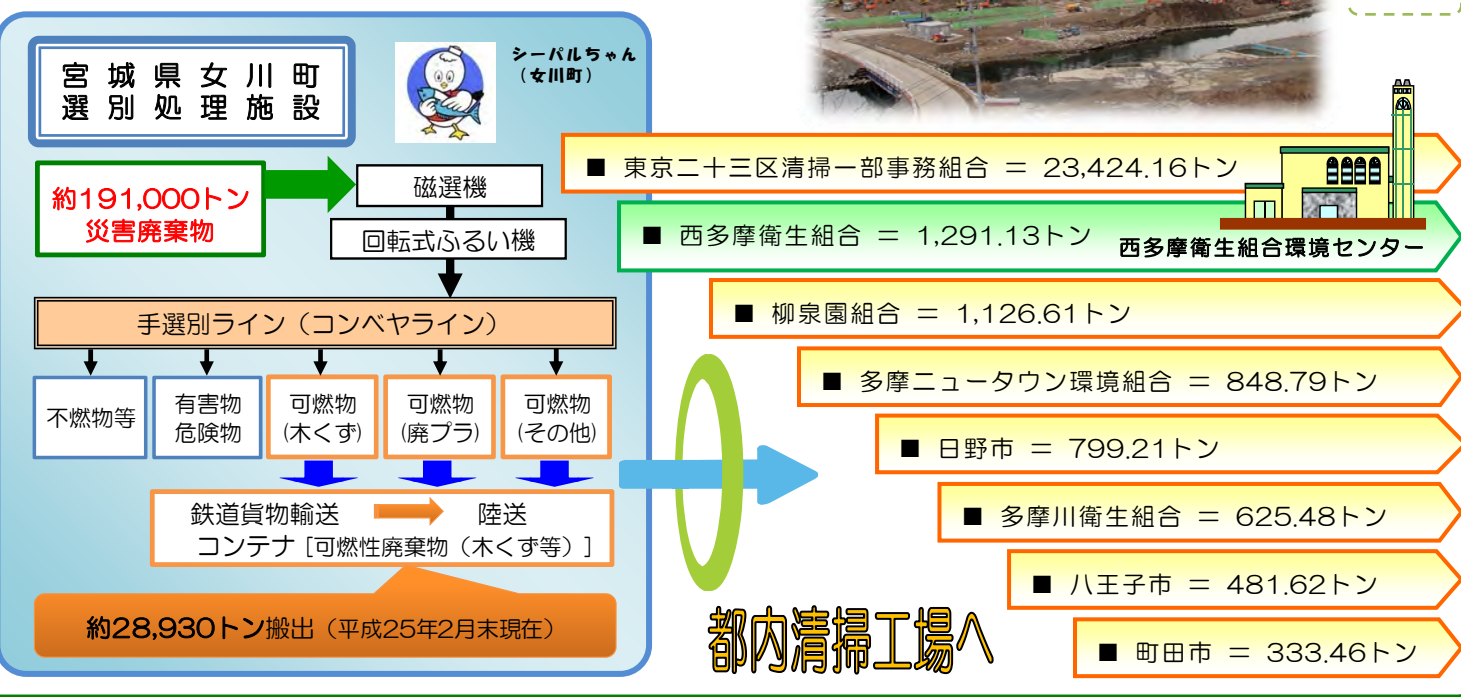 宮城県女川町
選別処理施設
シーパルちゃん
(女川町)
約191,000トン
災害廃棄物
磁選機
回転式ふるい機
手選別ライン(コンベヤライン)
不燃物等
有害物
危険物
可燃物
(木くず)
可燃物
(廃プラ)
可燃物
(その他)
鉄道貨物輸送
陸送
コンテナ[可燃性廃棄物(木くず等)]
約28,930トン搬出(平成25年2月末現在)
都内清掃工場へ
■ 東京二十三区清掃一部事務組合 = 23,424.16トン
■ 西多摩衛生組合 = 1,291.13トン
西多摩衛生組合環境センター
■ 柳泉園組合 = 1,126.61トン
■ 多摩ニュータウン環境組合 = 848.79トン
■ 日野市 = 799.21トン
■ 多摩川衛生組合 = 625.48トン
■ 八王子市 = 481.62トン
■ 町田市 = 333.46トン